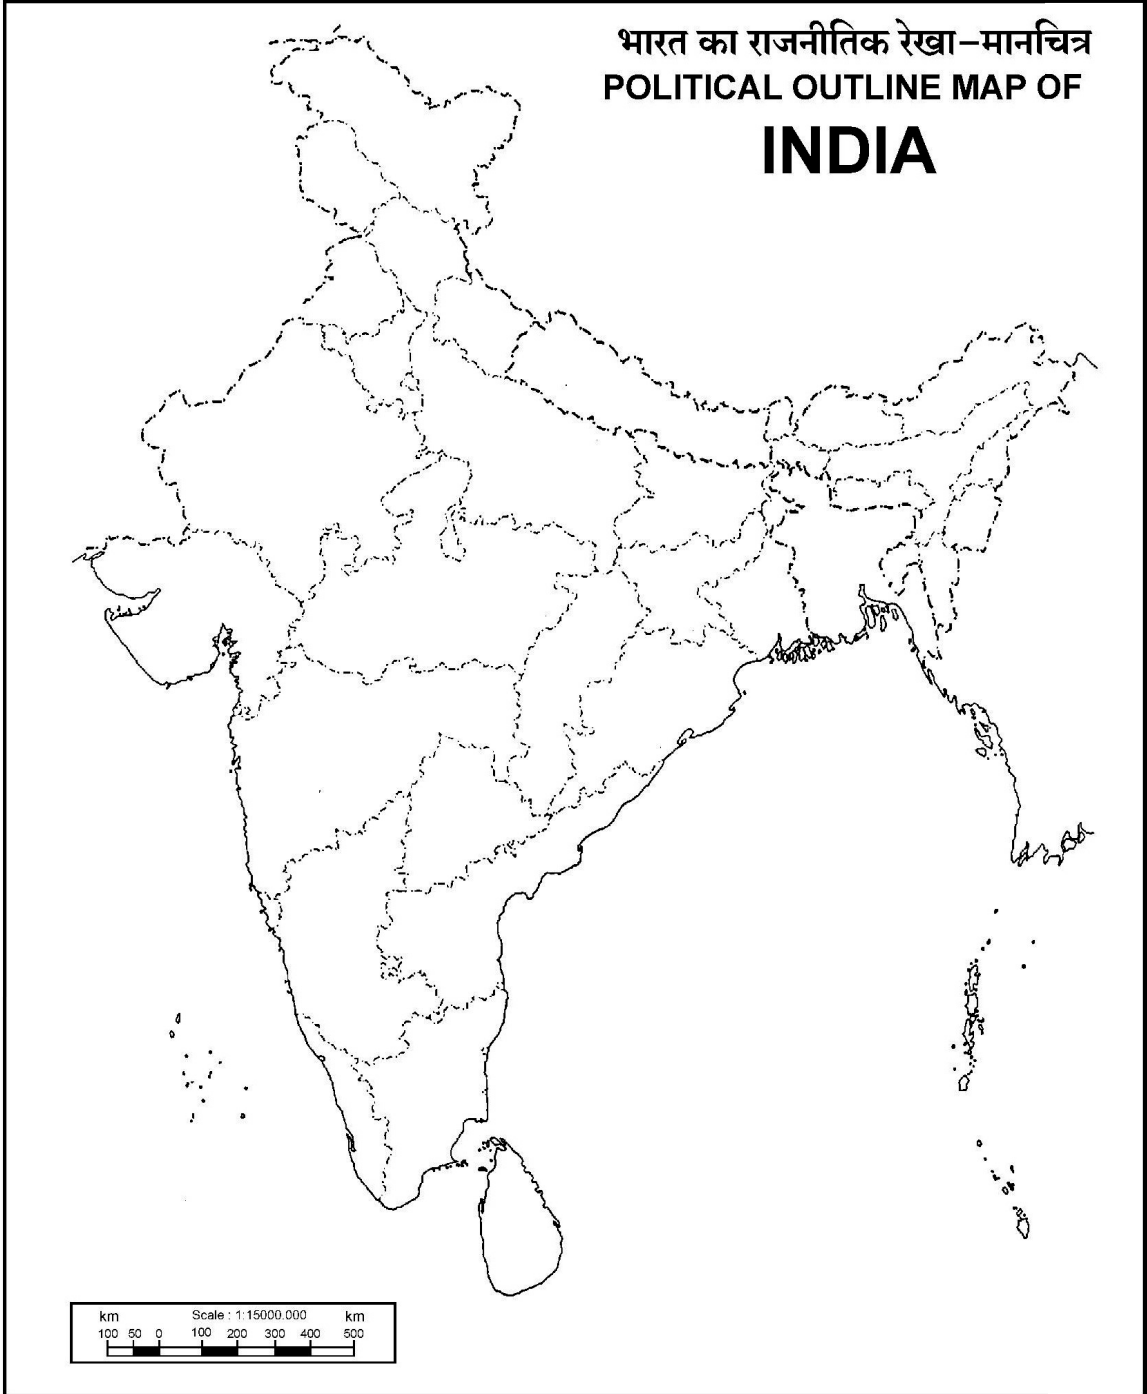 भारत का राजनीतिक रेखा-मानचित्र
POLITICAL OUTLINE MAP OF
INDIA
km Scale : 1:15000.000 km
100 50 0 100 200 300 400 500